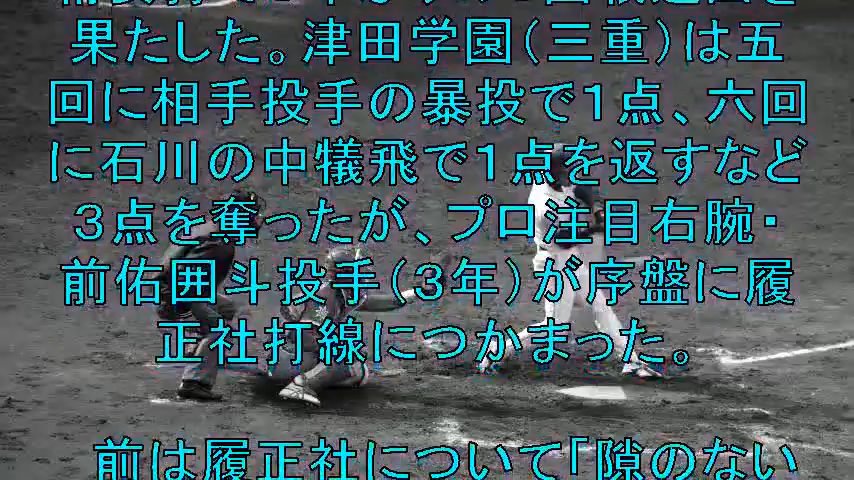 果たした。津田学園（三重）は五
回に相手投手の暴投で１点、六回
に石川の中犠飛で１点を返すなど
３点を奪ったが、プロ注目右腕・
前佑囲斗投手（３年）が序盤に履
正社打線につかまった。
前は履正社について「隙のない